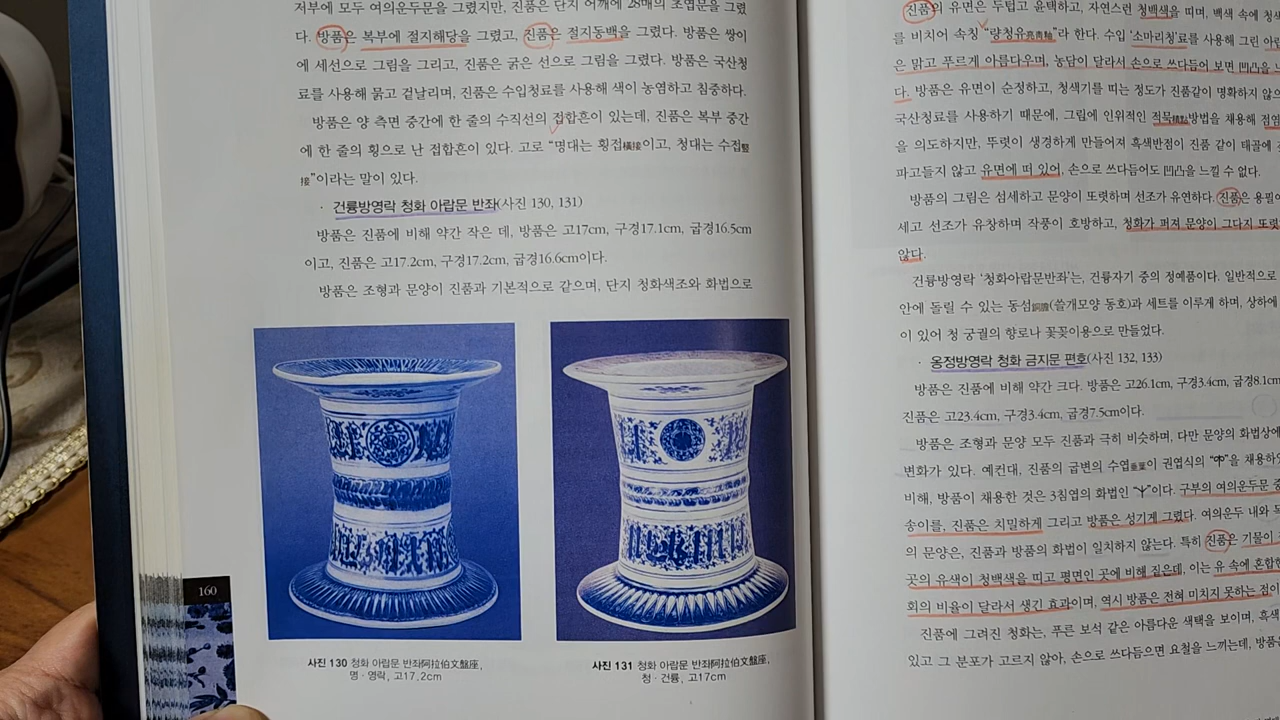 저부에 모두 여의운두문을 그렸지만, 진품은 단지 어깨에 28매의 초엽문을 그렸
다. 방품은 복부에 절지해당을 그렸고, 진품은 절지동백을 그렸다. 방품은 쌍이
에 세선으로 그림을 그리고, 진품은 굵은 선으로 그림을 그렸다. 방품은 국산청
료를 사용해 묽고 겉날리며, 진품은 수입청료를 사용해 색이 농염하고 침중하다.
방품은 양 측면 중간에 한 줄의 수직선의 접합흔이 있는데, 진품은 복부 중간
에 한 줄의 횡으로 난 접합흔이 있다. 고로 "명대는 횡접橫接이고, 청대는 수접竪
接"이라는 말이 있다.
· 건륭방영락 청화 아랍문 반좌(사진 130, 131)
방품은 진품에 비해 약간 작은 데, 방품은 고17cm, 구경17.1cm, 굽경16.5cm
이고, 진품은 고17.2cm, 구경17.2cm, 굽경16.6cm이다.
방품은 조형과 문양이 진품과 기본적으로 같으며, 단지 청화색조와 화법으로
160
사진 130 청화 아랍문 반좌阿拉伯文盤座,
명·영락, 고17.2cm
사진 131 청화 아랍문 반좌阿拉伯文盤座,
청·건륭, 고17cm
진품의 유면은 두텁고 윤택하고, 자연스런 청백색을 띠며, 백색 속에 청색
를 비치어 속칭 "량청유亮靑釉"라 한다. 수입 '소마리청'료를 사용해 그린
은 맑고 푸르게 아름다우며, 농담이 달라서 손으로 쓰다듬어 보면 凹凸을
다. 방품은 유면이 순정하고, 청색기를 띠는 정도가 진품같이 명확하지 않으
국산청료를 사용하기 때문에, 그림에 인위적인 적묵積點방법을 채용해
을 의도하지만, 뚜렷이 생경하게 만들어져 흑색반점이 진품 같이 태골에
파고들지 않고 유면에 떠 있어, 손으로 쓰다듬어도 凹凸을 느낄 수 없다.
방품의 그림은 섬세하고 문양이 또렷하며 선조가 유연하다. 진품은 용필이
세고 선조가 유창하며 작풍이 호방하고, 청화가 퍼져 문양이 그다지 또렷
않다.
건륭방영락 '청화아랍문반좌'는, 건륭자기 중의 정예품이다. 일반적으로
안에 돌릴 수 있는 동섬銅膽(쓸개모양 동호)과 세트를 이루게 하며, 상하에
이 있어 청 궁궐의 향로나 꽃꽂이용으로 만들었다.
· 옹정방영락 청화 금지문 편호(사진 132, 133)
방품은 진품에 비해 약간 크다. 방품은 고26.1cm, 구경3.4cm, 굽경8.1cm
진품은 고23.4cm, 구경3.4cm, 굽경7.5cm이다.
방품은 조형과 문양 모두 진품과 극히 비슷하며, 다만 문양의 화법상에
변화가 있다. 예컨대, 진품의 굽변의 수엽垂葉이 권엽식의 " "을 채용하
비해, 방품이 채용한 것은 3침엽의 화법인 " "이다. 구부의 여의운두문 중
송이를, 진품은 치밀하게 그리고 방품은 성기게 그렸다. 여의운두 내와
의 문양은, 진품과 방품의 화법이 일치하지 않는다. 특히 진품은 기물이
곳의 유색이 청백색을 띠고 평면인 곳에 비해 짙은데, 이는 유 속에 혼합한
회의 비율이 달라서 생긴 효과이며, 역시 방품은 전혀 미치지 못하는 점이
진품에 그려진 청화는, 푸른 보석 같은 아름다운 색택을 보이며, 흑색
있고 그 분포가 고르지 않아, 손으로 쓰다듬으면 요철을 느끼는데, 방품